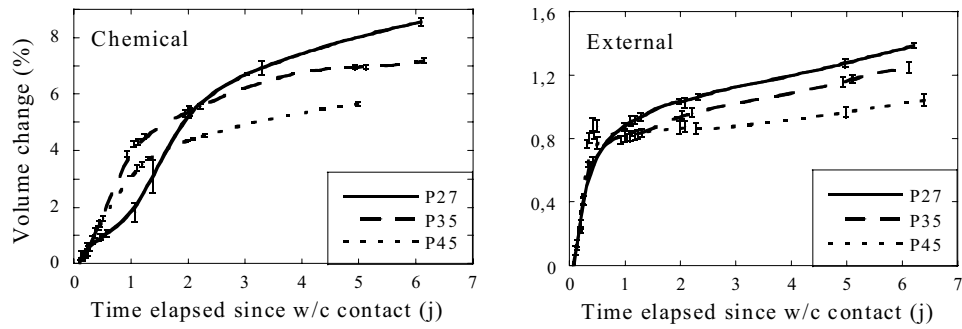 Chemical
Volume change (%)
8
6
4
2
0
0 1 2 3 4 5 6 7
Time elapsed since w/c contact (j)
P27
P35
P45
External
1,6
1,2
0,8
0,4
0
0 1 2 3 4 5 6 7
Time elapsed since w/c contact (j)
P27
P35
P45